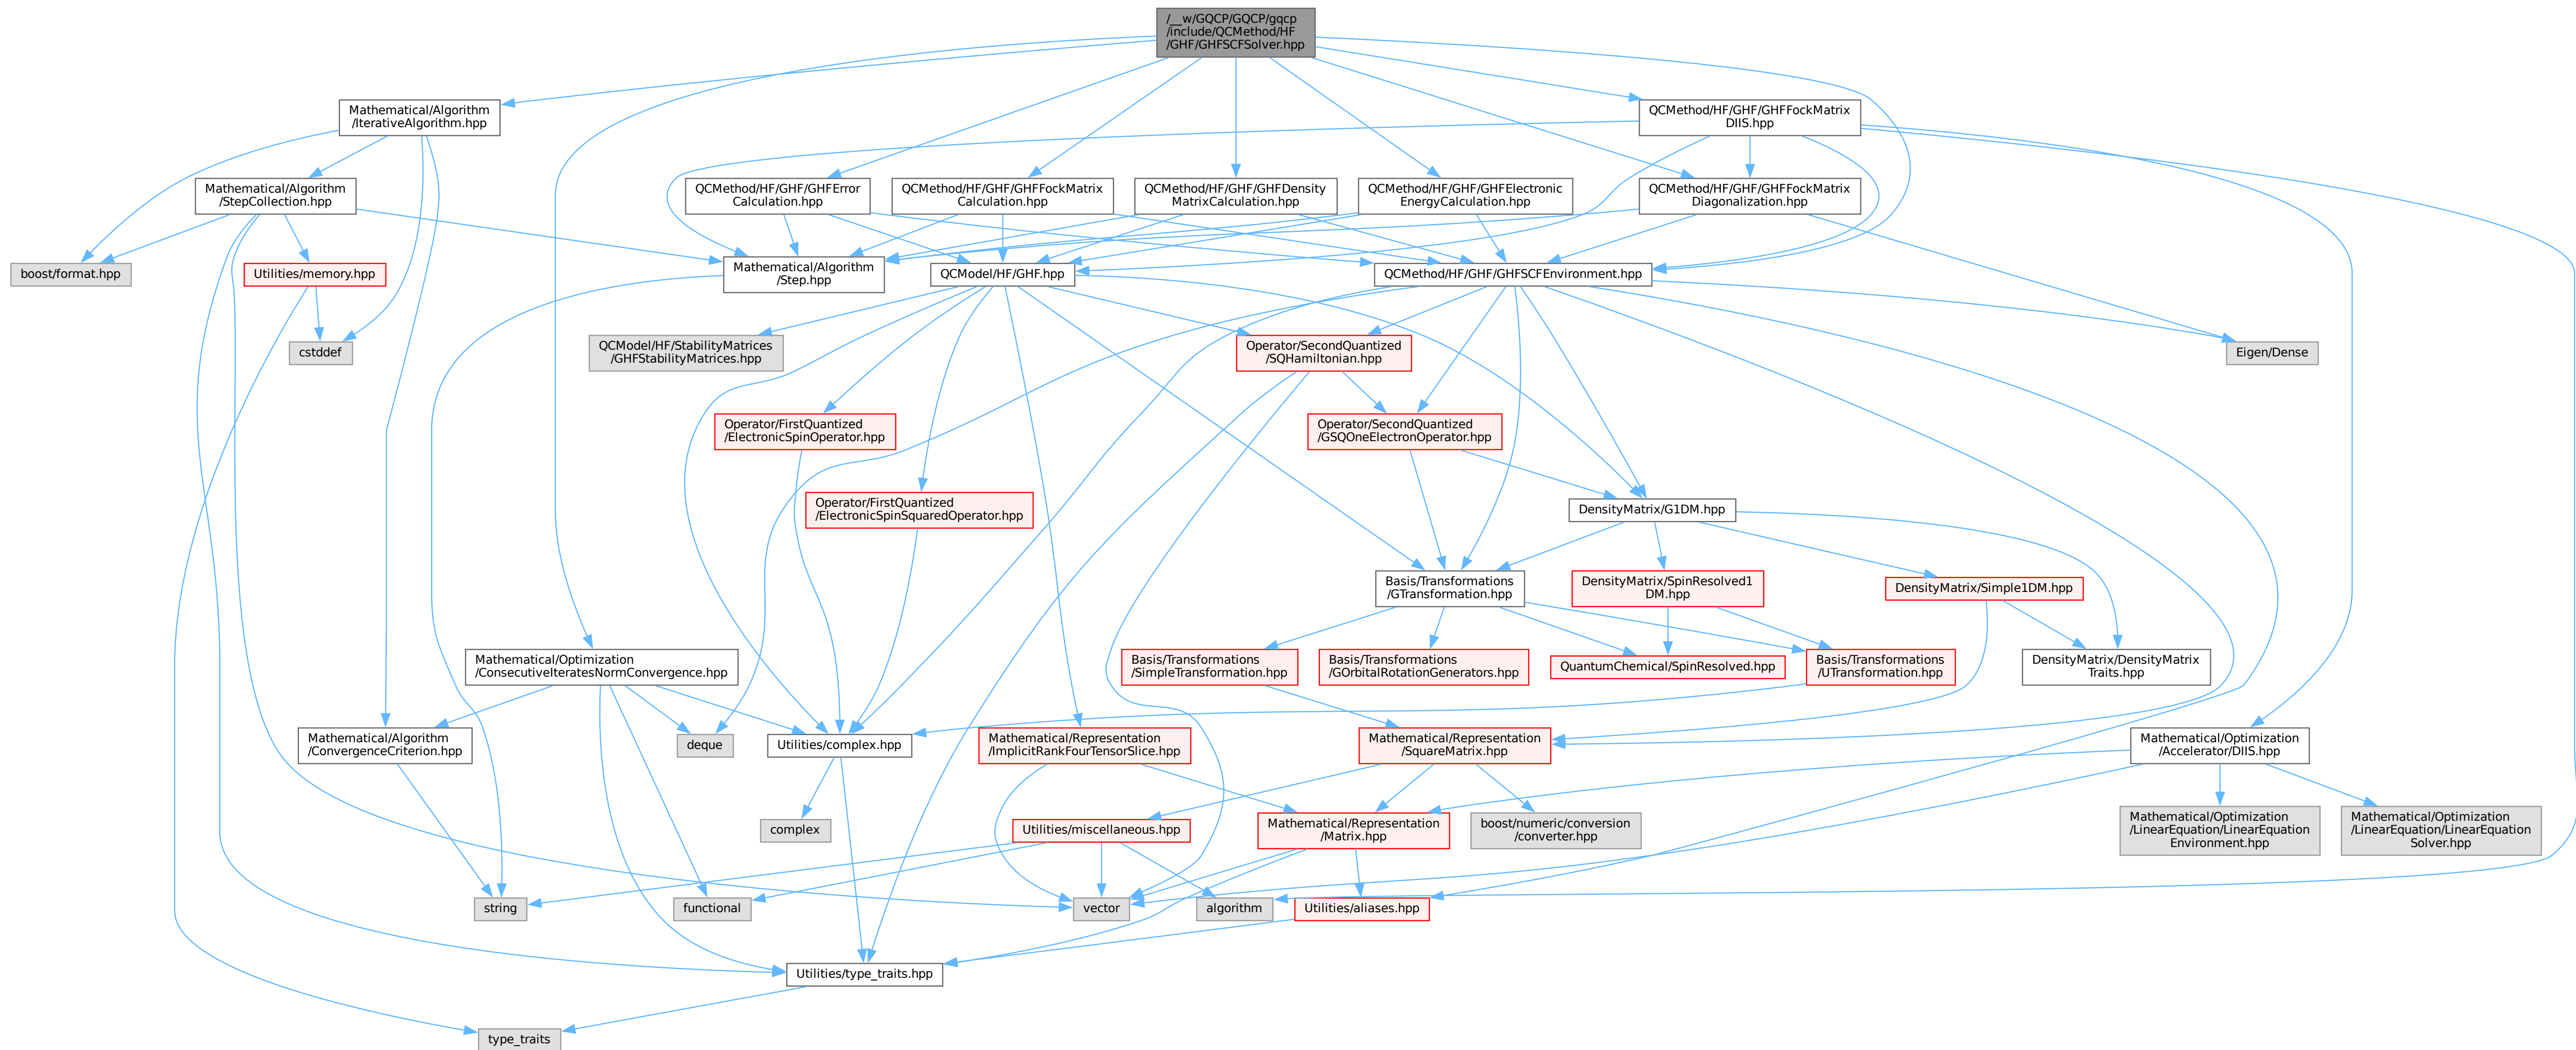 /__w/GQCP/GQCP/gqcp
/include/QCMethod/HF
/GHF/GHFSCFSolver.hpp
Mathematical/Algorithm
/IterativeAlgorithm.hpp
QCMethod/HF/GHF/GHFFockMatrix
DIIS.hpp
Mathematical/Algorithm
/StepCollection.hpp
QCMethod/HF/GHF/GHFError
Calculation.hpp
QCMethod/HF/GHF/GHFFockMatrix
Calculation.hpp
QCMethod/HF/GHF/GHFDensity
MatrixCalculation.hpp
QCMethod/HF/GHF/GHFElectronic
EnergyCalculation.hpp
QCMethod/HF/GHF/GHFFockMatrix
Diagonalization.hpp
boost/format.hpp
Utilities/memory.hpp
Mathematical/Algorithm
/Step.hpp
QCModel/HF/GHF.hpp
QCMethod/HF/GHF/GHFSCFEnvironment.hpp
cstddef
QCModel/HF/StabilityMatrices
/GHFStabilityMatrices.hpp
Operator/SecondQuantized
/SQHamiltonian.hpp
Eigen/Dense
Operator/FirstQuantized
/ElectronicSpinOperator.hpp
Operator/SecondQuantized
/GSQOneElectronOperator.hpp
Operator/FirstQuantized
/ElectronicSpinSquaredOperator.hpp
DensityMatrix/G1DM.hpp
Basis/Transformations
/GTransformation.hpp
DensityMatrix/SpinResolved1
DM.hpp
DensityMatrix/Simple1DM.hpp
Mathematical/Optimization
/ConsecutiveIteratesNormConvergence.hpp
Basis/Transformations
/SimpleTransformation.hpp
Basis/Transformations
/GOrbitalRotationGenerators.hpp
QuantumChemical/SpinResolved.hpp
Basis/Transformations
/UTransformation.hpp
DensityMatrix/DensityMatrix
Traits.hpp
Mathematical/Algorithm
/ConvergenceCriterion.hpp
deque
Utilities/complex.hpp
Mathematical/Representation
/ImplicitRankFourTensorSlice.hpp
Mathematical/Representation
/SquareMatrix.hpp
Mathematical/Optimization
/Accelerator/DIIS.hpp
complex
Utilities/miscellaneous.hpp
Mathematical/Representation
/Matrix.hpp
boost/numeric/conversion
/converter.hpp
Mathematical/Optimization
/LinearEquation/LinearEquation
Environment.hpp
Mathematical/Optimization
/LinearEquation/LinearEquation
Solver.hpp
string
functional
vector
algorithm
Utilities/aliases.hpp
Utilities/type_traits.hpp
type_traits